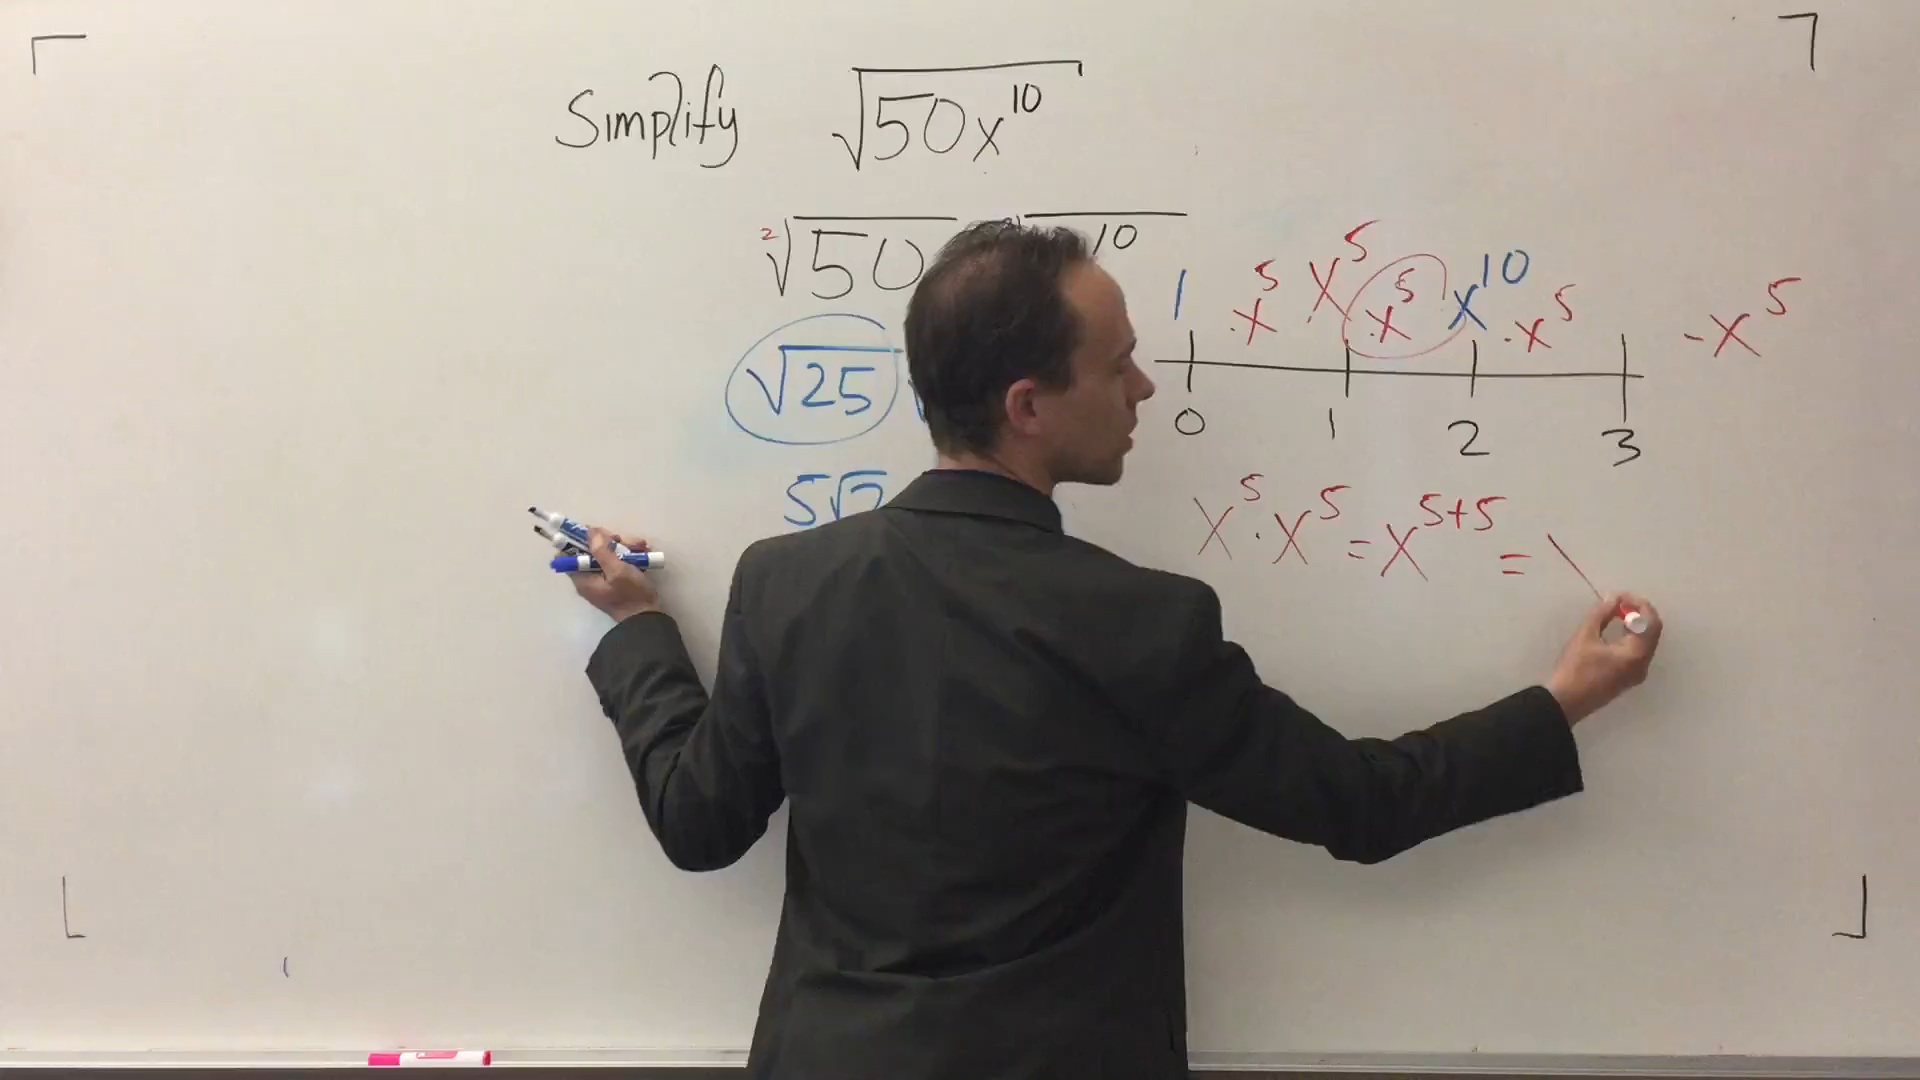 Simplify √50x¹⁰
²√50 10
1 ·x⁵ x⁵ ·x⁵ x¹⁰ ·x⁵ -x⁵
√25
0 1 2 3
5√2
x⁵·x⁵ = x⁵⁺⁵ =